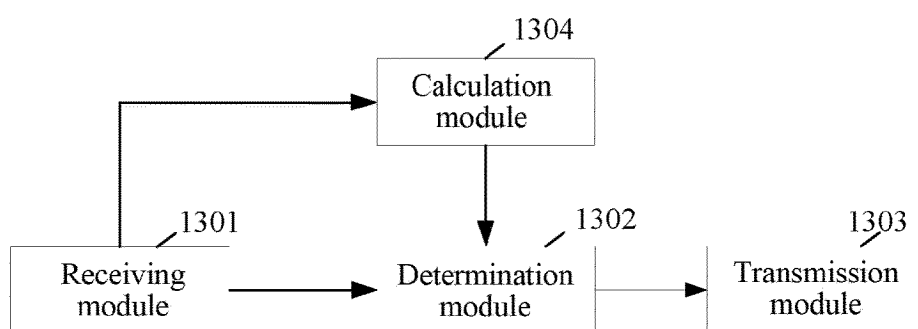 1304
Calculation
module
1301
1302
1303
Receiving
module
Determination
module
Transmission
module